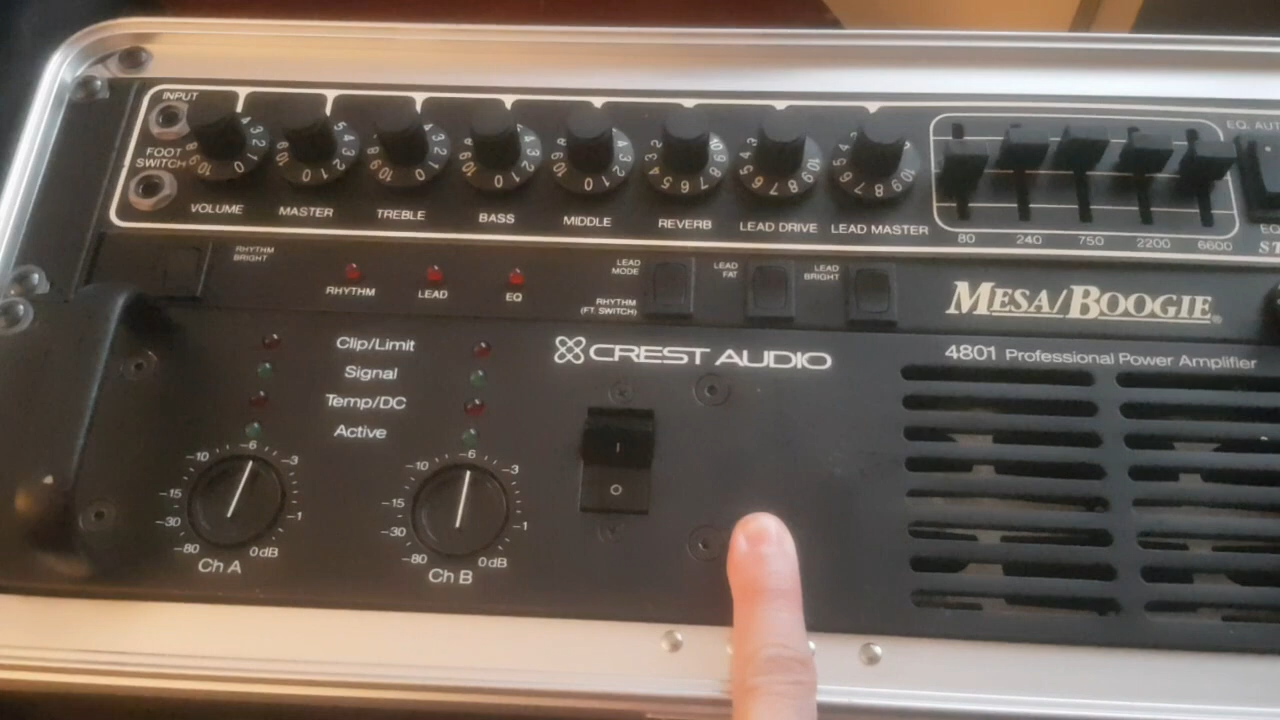 INPUT
FOOT
SWITCH
VOLUME MASTER TREBLE BASS MIDDLE REVERB LEAD DRIVE LEAD MASTER
80 240 750 2200 6600
EQ. AUT
EQ
ST
RHYTHM
BRIGHT
RHYTHM LEAD EQ
LEAD
MODE
RHYTHM
(FT. SWITCH)
LEAD
FAT
LEAD
BRIGHT
MESA/BOOGIE®
Clip/Limit
Signal
Temp/DC
Active
CREST AUDIO
4801 Professional Power Amplifier
-80 -30 -15 -10 -6 -3 -1 0dB
Ch A
-80 -30 -15 -10 -6 -3 -1 0dB
Ch B
I
O